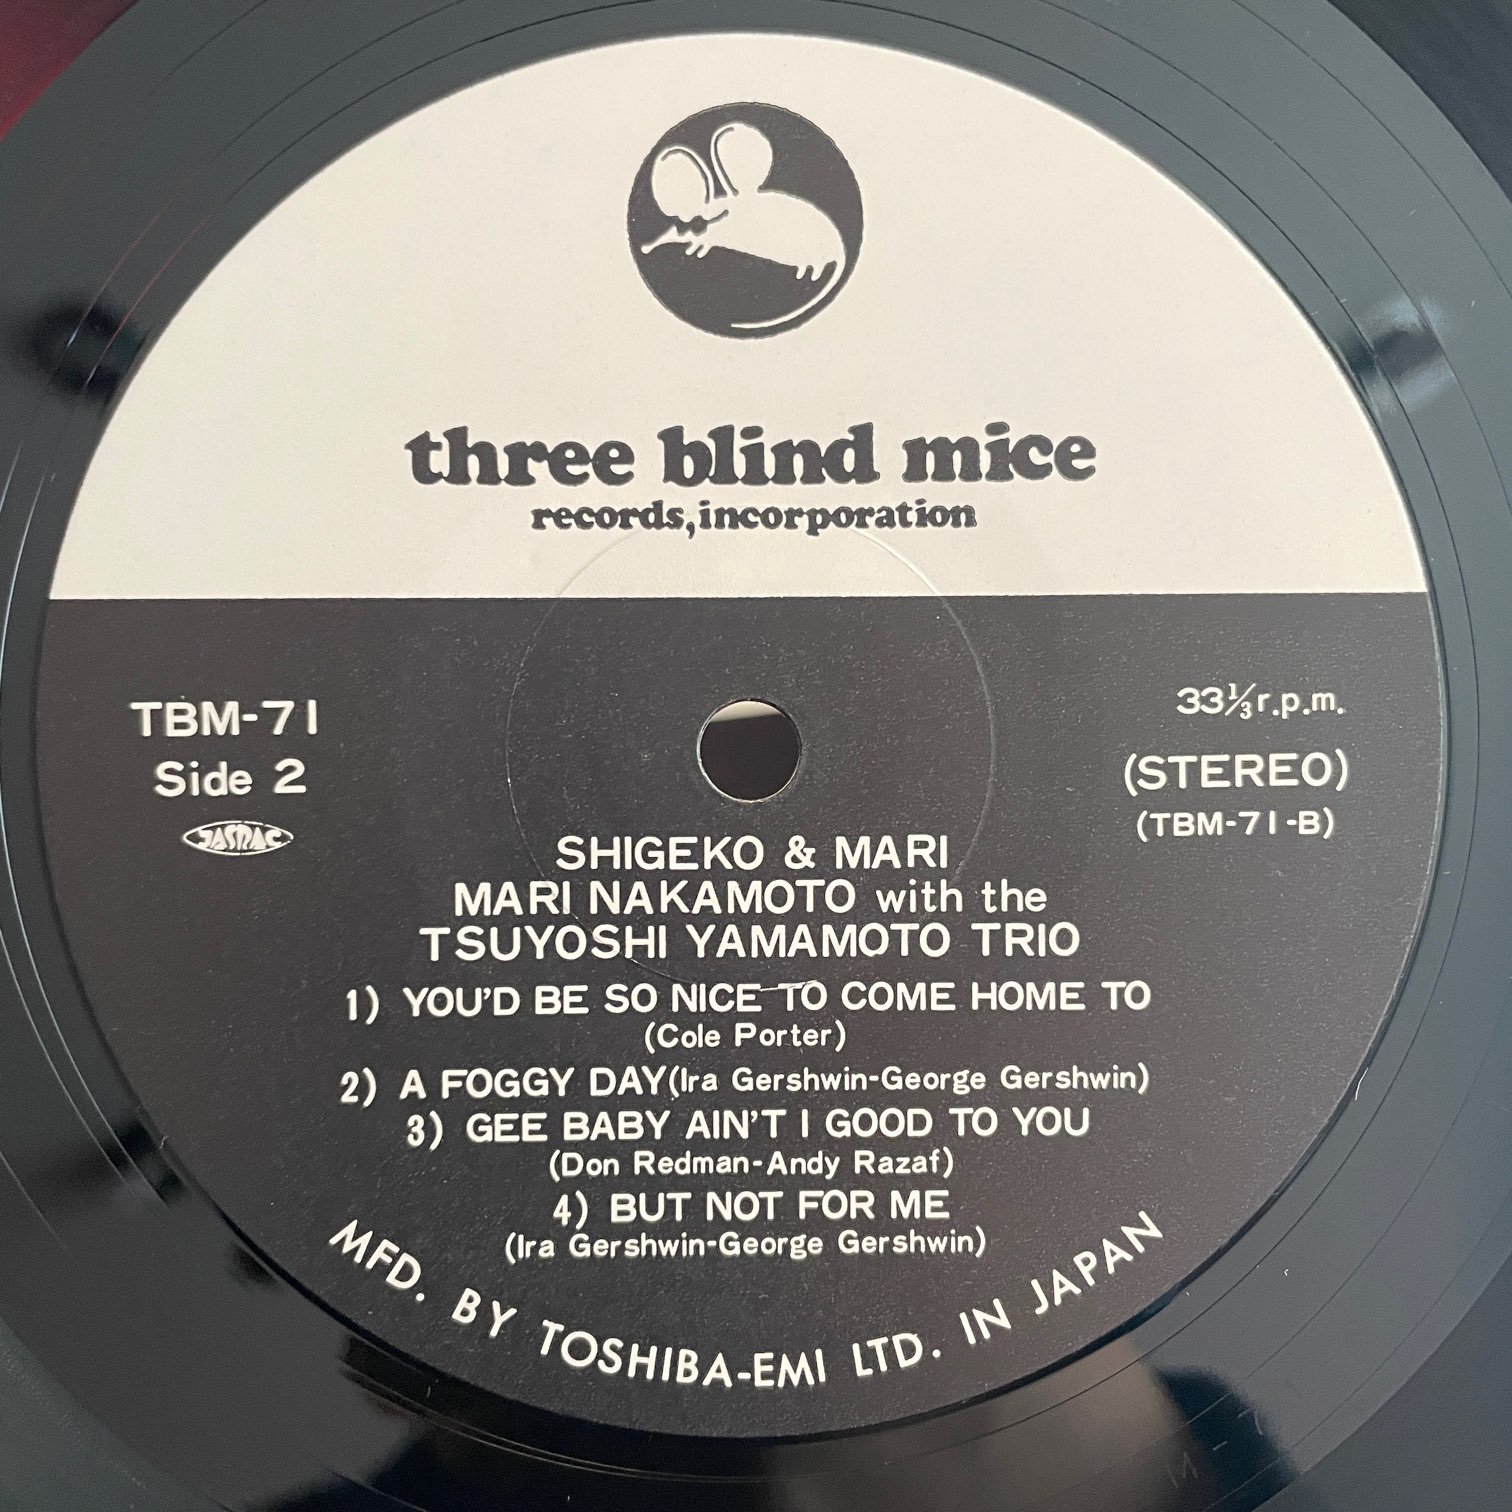 three blind mice
records, incorporation
TBM-71
Side 2
JASRAC
33⅓ r.p.m.
(STEREO)
(TBM-71-B)
SHIGEKO & MARI
MARI NAKAMOTO with the
TSUYOSHI YAMAMOTO TRIO
1) YOU'D BE SO NICE TO COME HOME TO
(Cole Porter)
2) A FOGGY DAY(Ira Gershwin-George Gershwin)
3) GEE BABY AIN'T I GOOD TO YOU
(Don Redman-Andy Razaf)
4) BUT NOT FOR ME
(Ira Gershwin-George Gershwin)
MFD. BY TOSHIBA-EMI LTD. IN JAPAN